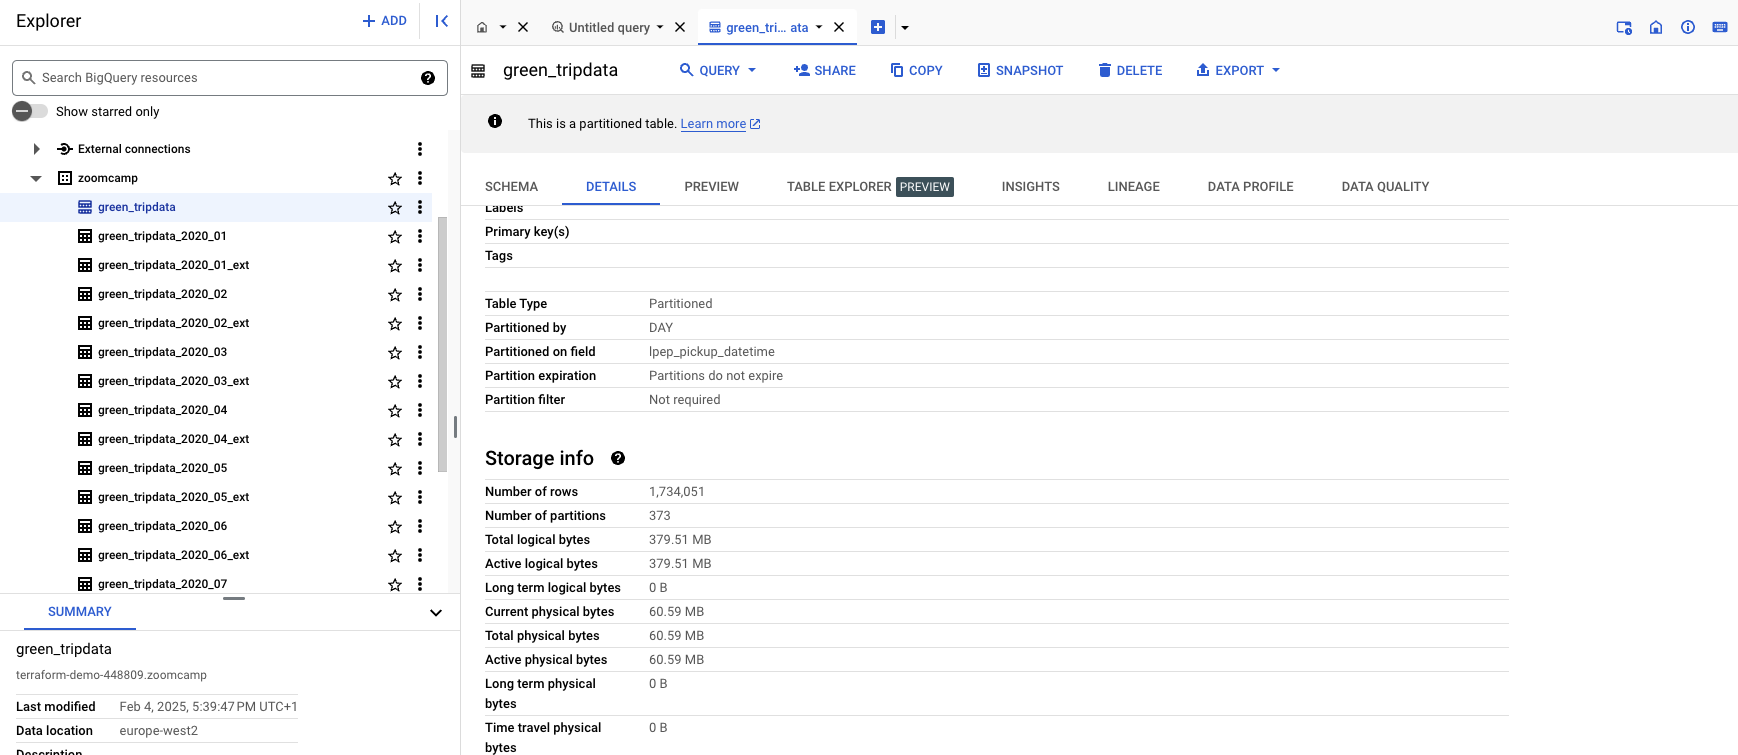 Explorer
ADD
Search BigQuery resources
Show starred only
External connections
zoomcamp
green_tripdata
green_tripdata_2020_01
green_tripdata_2020_01_ext
green_tripdata_2020_02
green_tripdata_2020_02_ext
green_tripdata_2020_03
green_tripdata_2020_03_ext
green_tripdata_2020_04
green_tripdata_2020_04_ext
green_tripdata_2020_05
green_tripdata_2020_05_ext
green_tripdata_2020_06
green_tripdata_2020_06_ext
green_tripdata_2020_07
SUMMARY
green_tripdata
terraform-demo-448809.zoomcamp
Last modified Feb 4, 2025, 5:39:47 PM UTC+1
Data location europe-west2
Description
Untitled query
green_tri... ata
green_tripdata
QUERY SHARE COPY SNAPSHOT DELETE EXPORT
This is a partitioned table. Learn more
SCHEMA DETAILS PREVIEW TABLE EXPLORER PREVIEW INSIGHTS LINEAGE DATA PROFILE DATA QUALITY
Labels
Primary key(s)
Tags
Table Type Partitioned
Partitioned by DAY
Partitioned on field lpep_pickup_datetime
Partition expiration Partitions do not expire
Partition filter Not required
Storage info
Number of rows 1,734,051
Number of partitions 373
Total logical bytes 379.51 MB
Active logical bytes 379.51 MB
Long term logical bytes 0 B
Current physical bytes 60.59 MB
Total physical bytes 60.59 MB
Active physical bytes 60.59 MB
Long term physical 0 B
bytes
Time travel physical 0 B
bytes